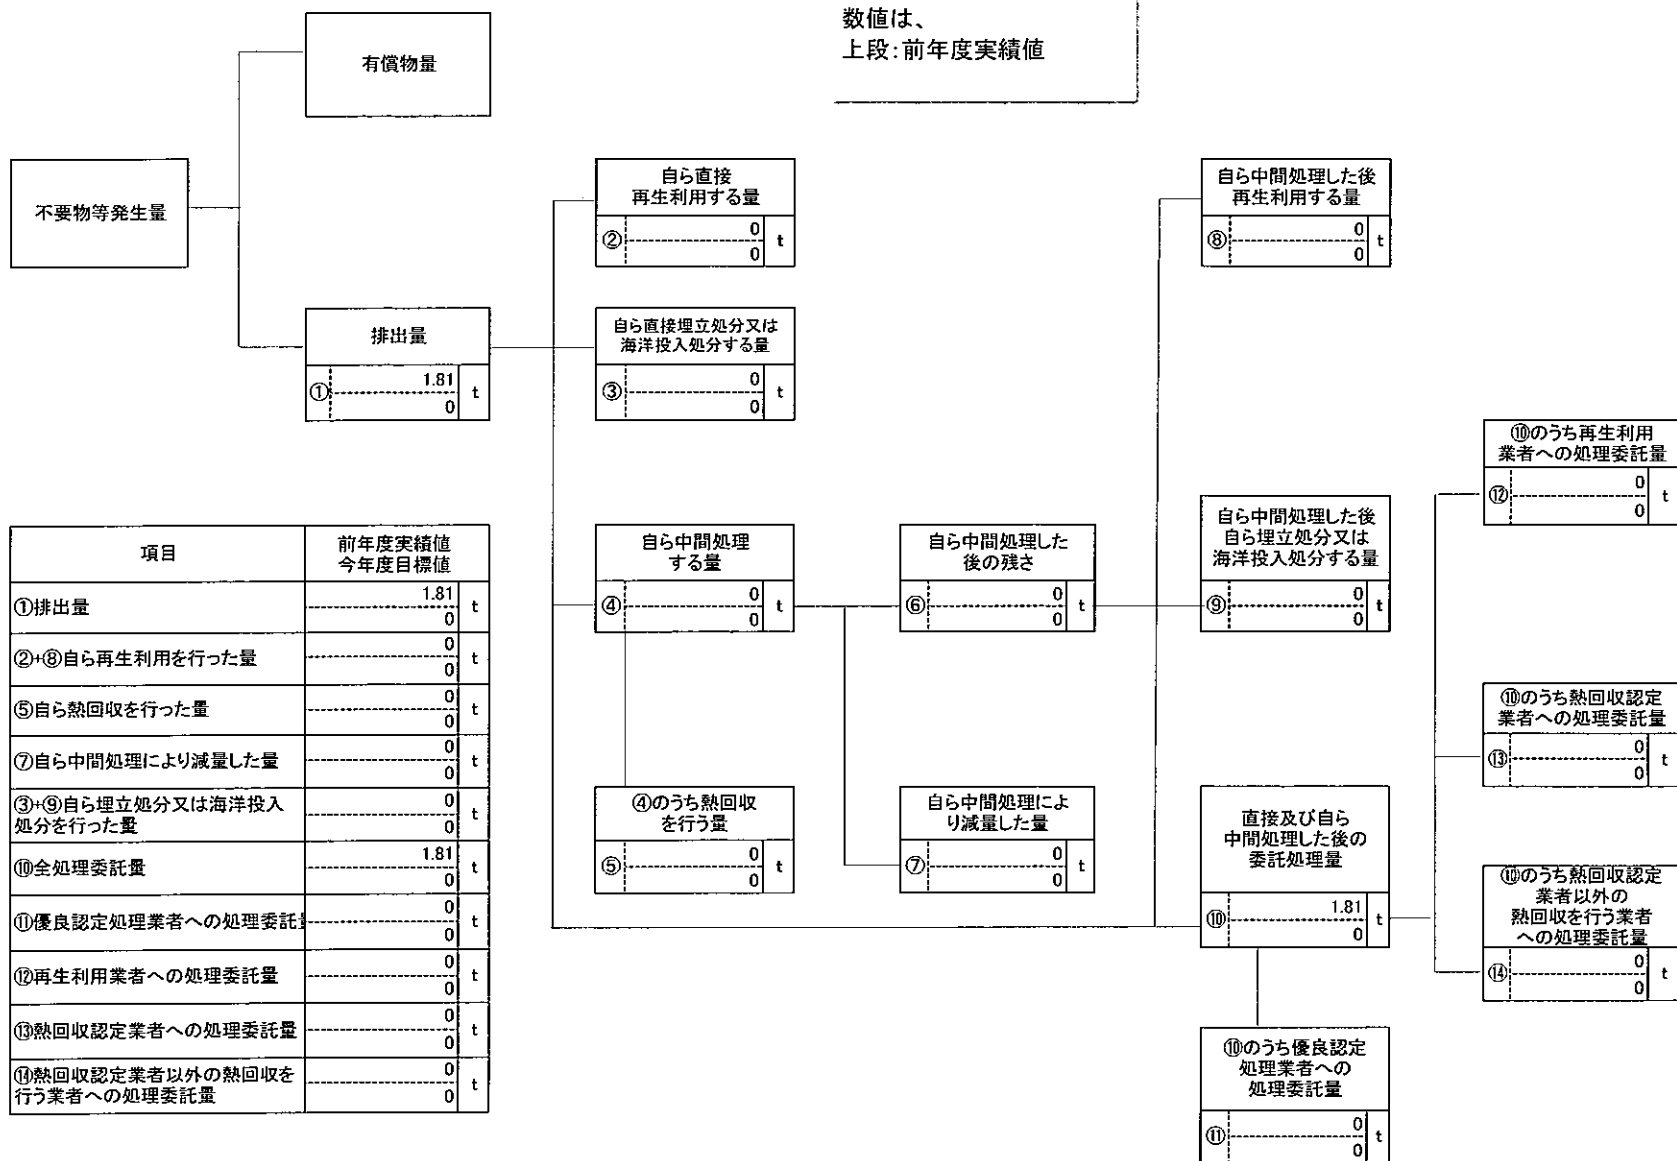 数値は、
上段:前年度実績値
有償物量
不要物等発生量
排出量
① 1.81 t
0
自ら直接
再生利用する量
② 0 t
0
自ら直接埋立処分又は
海洋投入処分する量
③ 0 t
0
自ら中間処理
する量
④ 0 t
0
④のうち熱回収
を行う量
⑤ 0 t
0
自ら中間処理した
後の残さ
⑥ 0 t
0
自ら中間処理によ
り減量した量
⑦ 0 t
0
自ら中間処理した後
再生利用する量
⑧ 0 t
0
自ら中間処理した後
自ら埋立処分又は
海洋投入処分する量
⑨ 0 t
0
直接及び自ら
中間処理した後の
委託処理量
⑩ 1.81 t
0
⑩のうち優良認定
処理業者への
処理委託量
⑪ 0 t
0
⑩のうち再生利用
業者への処理委託量
⑫ 0 t
0
⑩のうち熱回収認定
業者への処理委託量
⑬ 0 t
0
⑩のうち熱回収認定
業者以外の
熱回収を行う業者
への処理委託量
⑭ 0 t
0
項目 前年度実績値
今年度目標値
①排出量 1.81 t
0
②+⑧自ら再生利用を行った量 0 t
0
⑤自ら熱回収を行った量 0 t
0
⑦自ら中間処理により減量した量 0 t
0
③+⑨自ら埋立処分又は海洋投入 0 t
処分を行った量 0
⑩全処理委託量 1.81 t
0
⑪優良認定処理業者への処理委託 0 t
0
⑫再生利用業者への処理委託量 0 t
0
⑬熱回収認定業者への処理委託量 0 t
0
⑭熱回収認定業者以外の熱回収を 0 t
行う業者への処理委託量 0